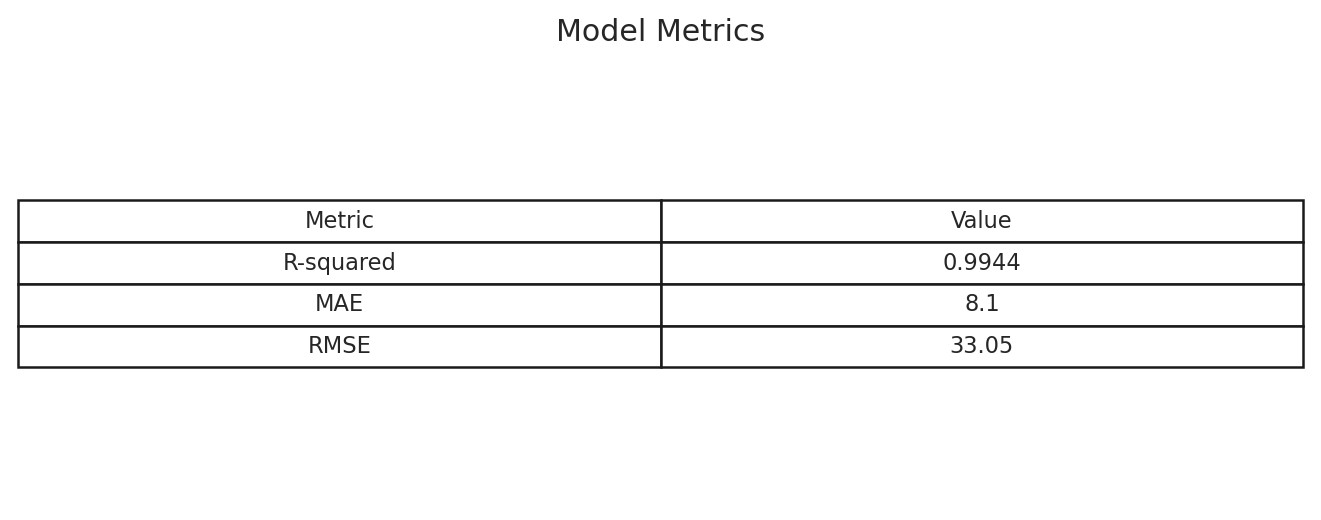 Model Metrics
Metric Value
R-squared 0.9944
MAE 8.1
RMSE 33.05